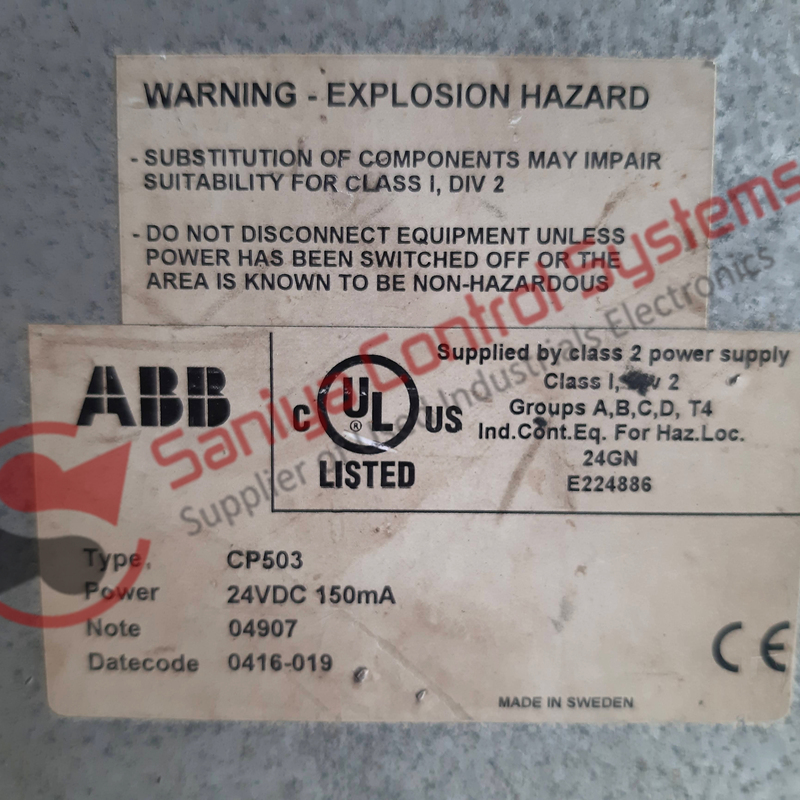 WARNING - EXPLOSION HAZARD
- SUBSTITUTION OF COMPONENTS MAY IMPAIR
SUITABILITY FOR CLASS I, DIV 2
- DO NOT DISCONNECT EQUIPMENT UNLESS
POWER HAS BEEN SWITCHED OFF OR THE
AREA IS KNOWN TO BE NON-HAZARDOUS
ABB
C UL US
®
LISTED
Supplied by class 2 power supply
Class I, Div 2
Groups A,B,C,D, T4
Ind.Cont.Eq. For Haz.Loc.
24GN
E224886
Type CP503
Power 24VDC 150mA
Note 04907
Datecode 0416-019
CE
MADE IN SWEDEN
Saniya Control Systems
Supplier of Industrials Electronics